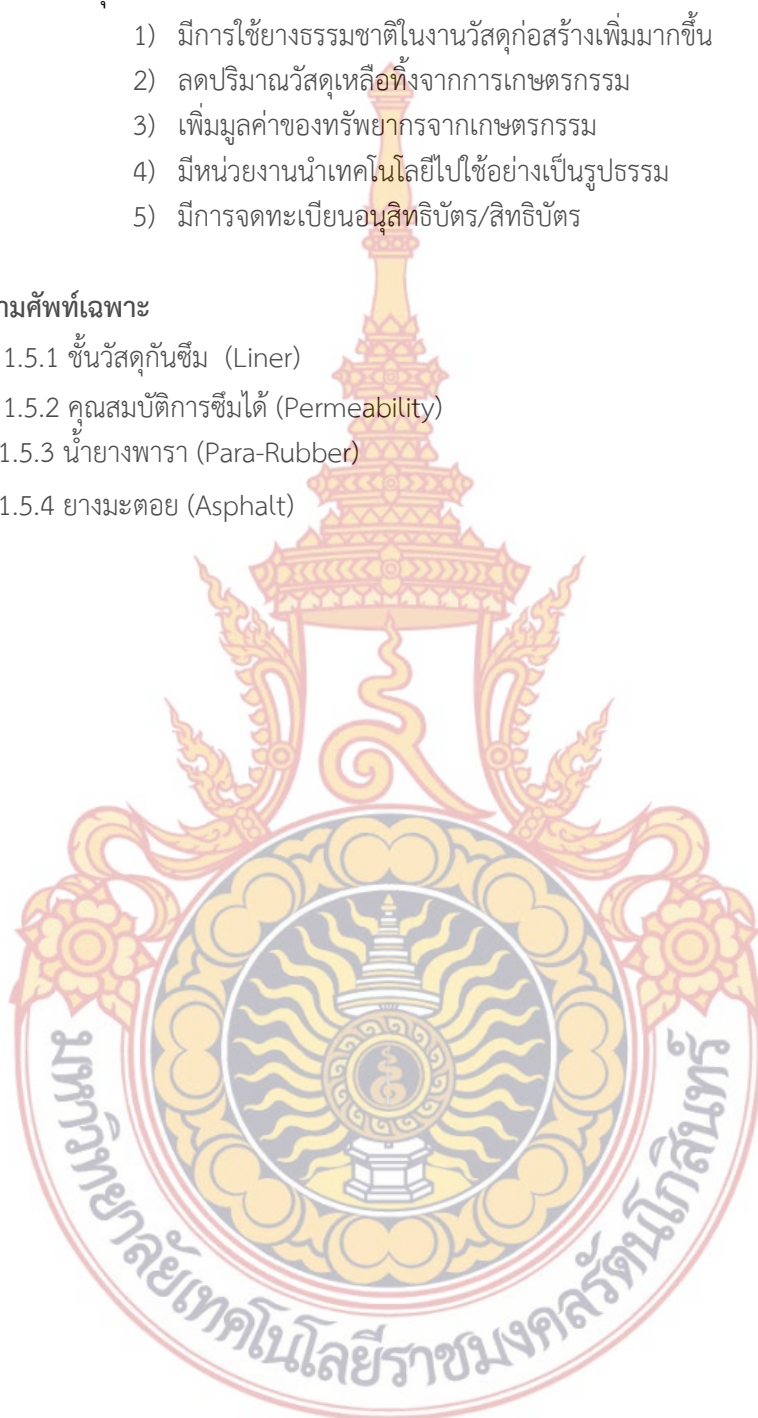 1) มีการใช้ยางธรรมชาติในงานวัสดุก่อสร้างเพิ่มมากขึ้น
2) ลดปริมาณวัสดุเหลือทิ้งจากการเกษตรกรรม
3) เพิ่มมูลค่าของทรัพยากรจากเกษตรกรรม
4) มีหน่วยงานนำเทคโนโลยีไปใช้อย่างเป็นรูปธรรม
5) มีการจดทะเบียนอนุสิทธิบัตร/สิทธิบัตร
ามศัพท์เฉพาะ
1.5.1 ชั้นวัสดุกันซึม (Liner)
1.5.2 คุณสมบัติการซึมได้ (Permeability)
1.5.3 น้ำยางพารา (Para-Rubber)
1.5.4 ยางมะตอย (Asphalt)
มหาวิทยาลัยเทคโนโลยีราชมงคลรัตนโกสินทร์